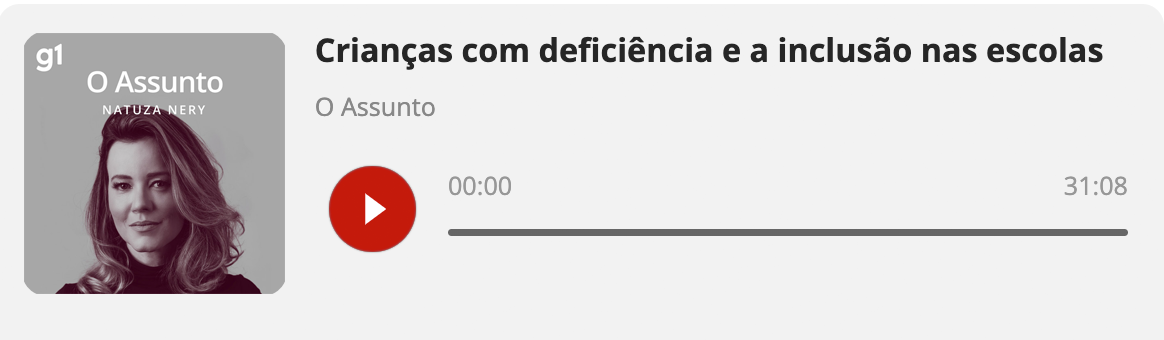 g1
O Assunto
NATUZA NERY
Crianças com deficiência e a inclusão nas escolas
O Assunto
00:00
31:08